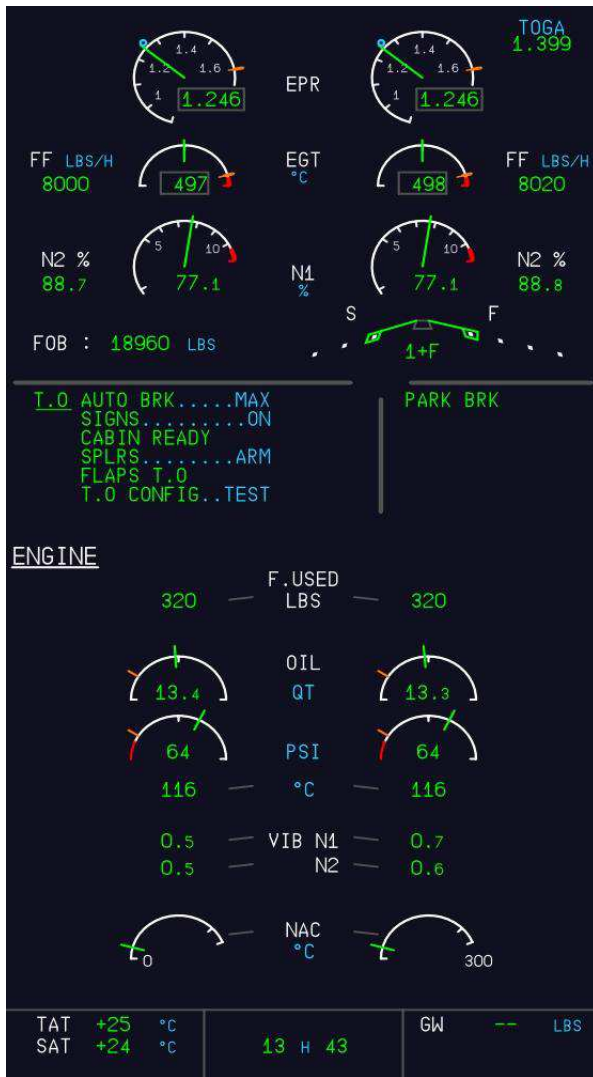 TOGA
1.399
1.4 1.4
1.2 1.6 1.2 1.6
1 1.246 EPR 1 1.246
FF LBS/H EGT FF LBS/H
8000 497 °C 498 8020
5 10 5 10
N2 % N1 N2 %
88.7 77.1 % 77.1 88.8
S F
FOB : 18960 LBS 1+F
T.O AUTO BRK.....MAX PARK BRK
SIGNS.........ON
CABIN READY
SPLRS........ARM
FLAPS T.O
T.O CONFIG..TEST
ENGINE
F.USED
320 LBS 320
OIL
13.4 QT 13.3
64 PSI 64
116 °C 116
0.5 VIB N1 0.7
0.5 N2 0.6
NAC
°C
0 300
TAT +25 °C GW -- LBS
SAT +24 °C 13 H 43